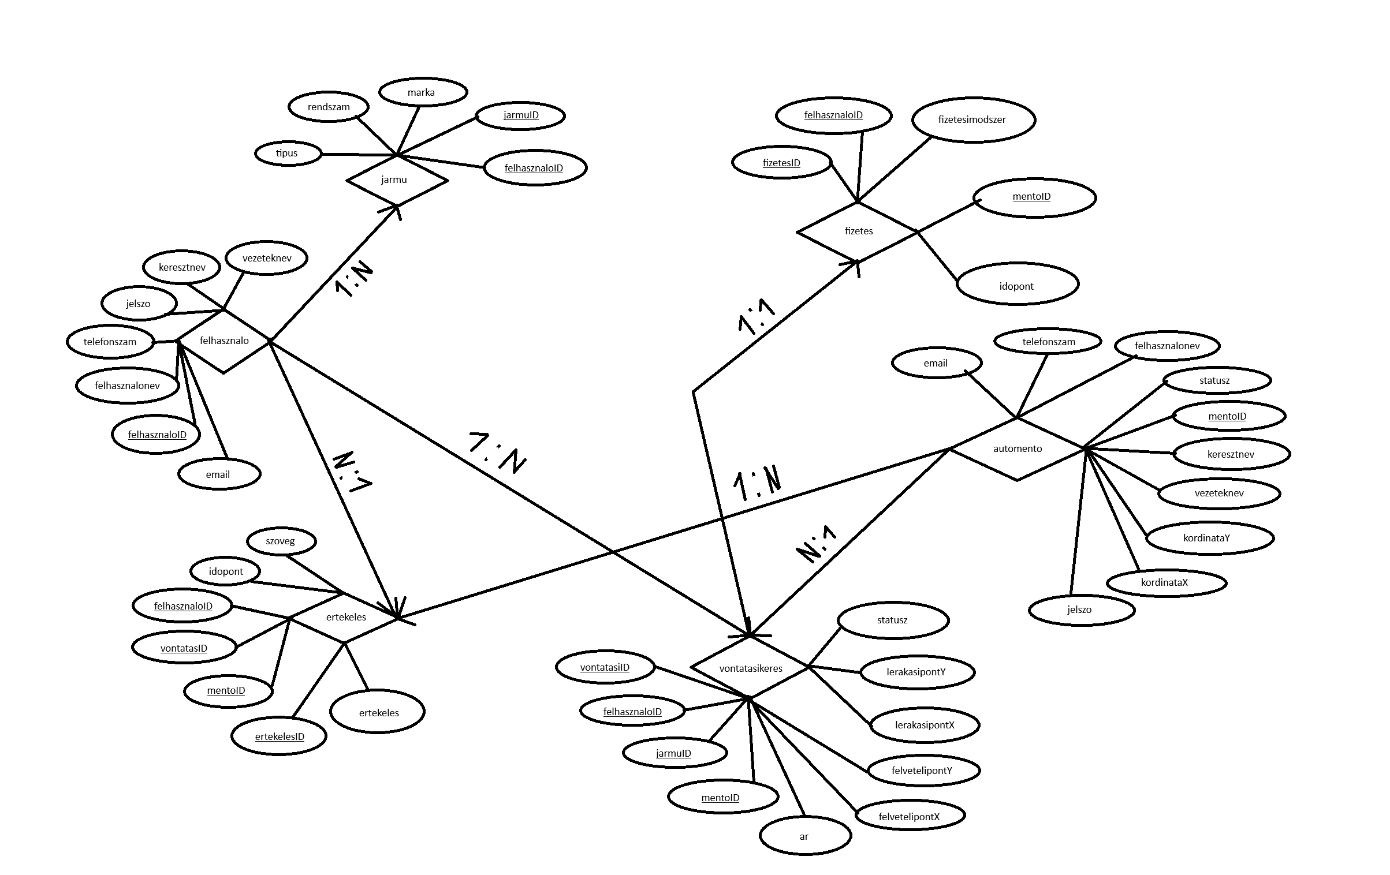 marka
rendszam
jarmuID
tipus
felhasznaloID
jarmu
felhasznaloID
fizetesimodszer
fizetesID
mentoID
fizetes
idopont
1:N
1:1
vezeteknev
keresztnev
jelszo
telefonszam
felhasznalo
felhasznalonev
felhasznaloID
email
telefonszam
felhasznalonev
email
statusz
mentoID
automento
keresztnev
vezeteknev
kordinataY
kordinataX
jelszo
1:N
N:1
1:N
N:1
szoveg
idopont
felhasznaloID
ertekeles
vontatasID
mentoID
ertekeles
ertekelesID
statusz
vontatasiID
vontatasikeres
lerakasipontY
felhasznaloID
lerakasipontX
jarmuID
felvetelipontY
mentoID
felvetelipontX
ar